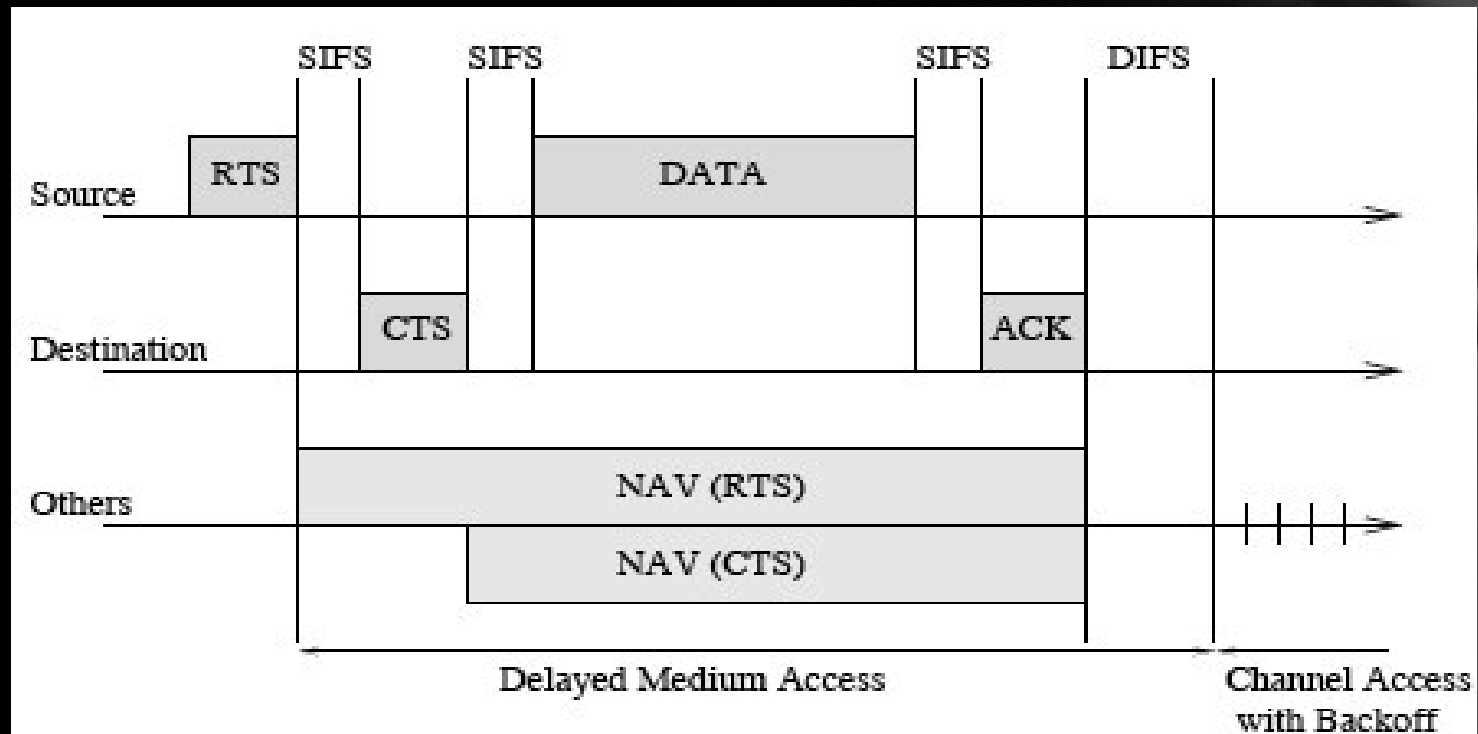 SIFS SIFS SIFS DIFS
RTS DATA
Source
CTS ACK
Destination
NAV (RTS)
Others
NAV (CTS)
Delayed Medium Access Channel Access
with Backoff